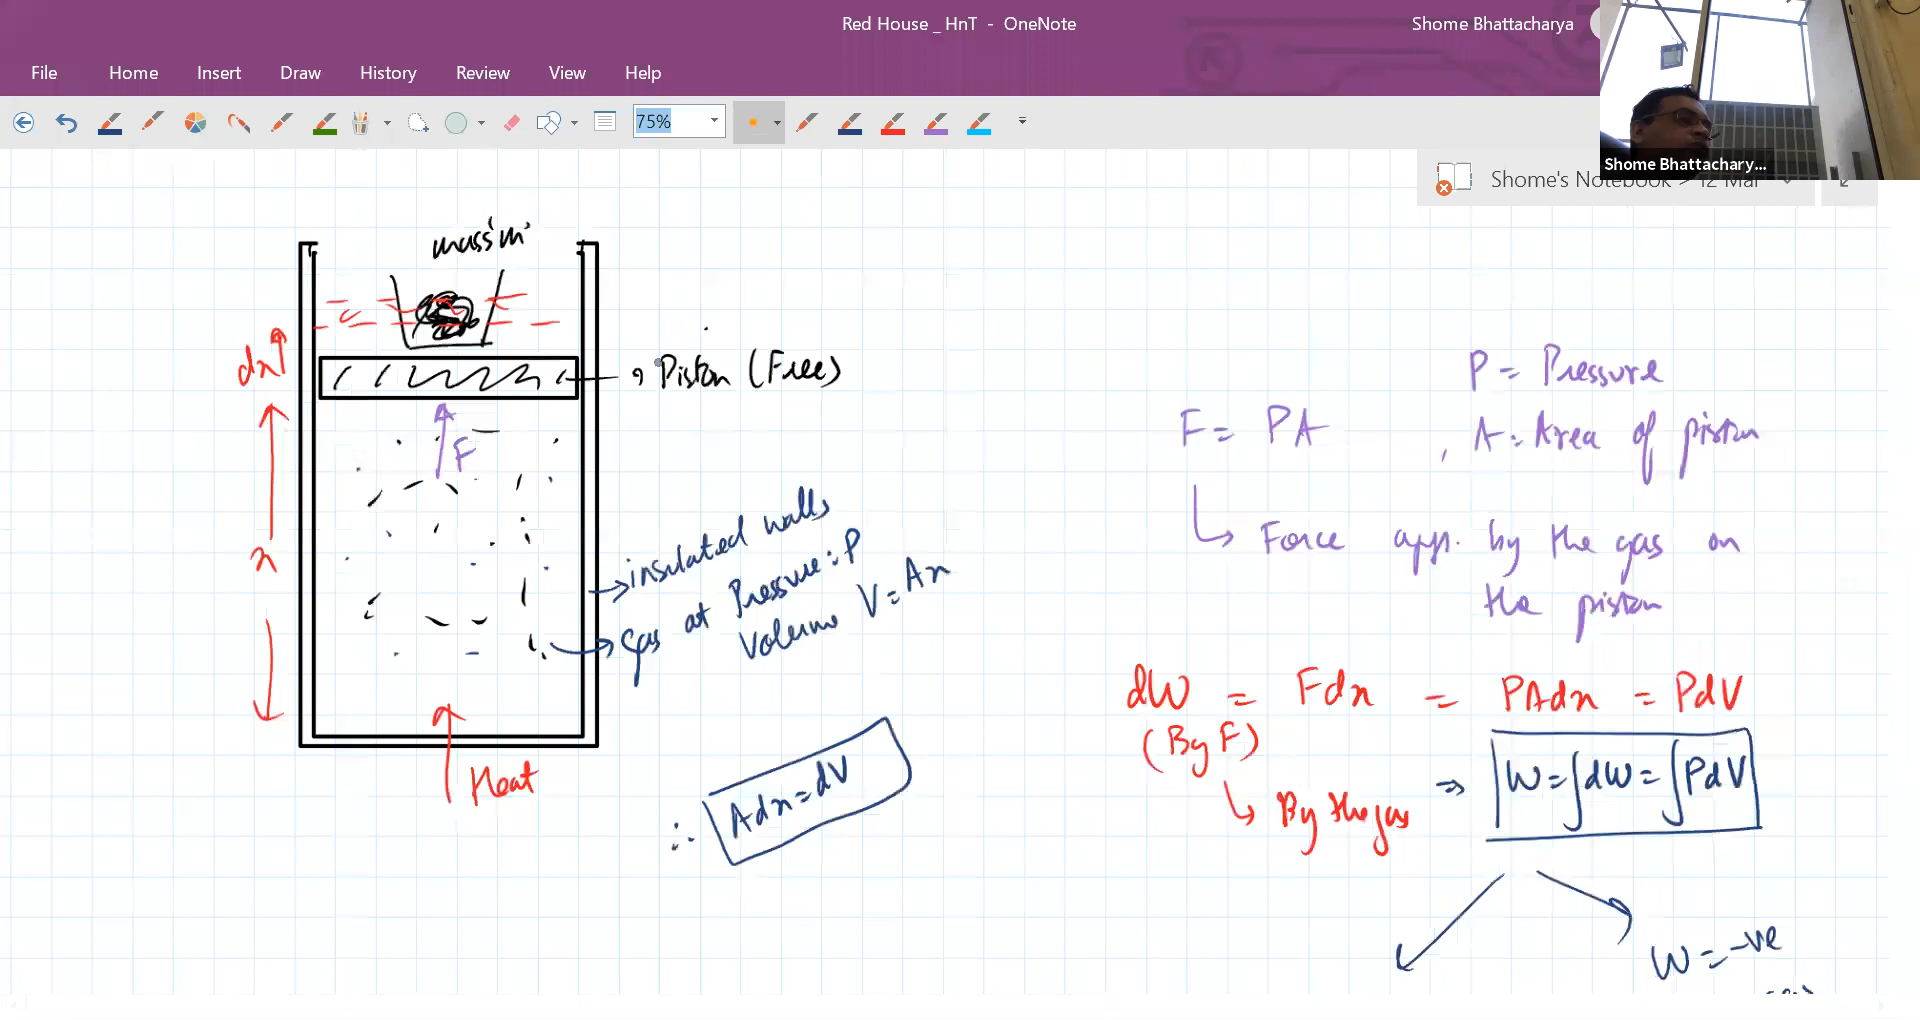 Red House _ HnT - OneNote
Shome Bhattacharya
File Home Insert Draw History Review View Help
75%
Shome Bhattachary...
Shome's Notebook > 12 Mar
mass 'm'
dx
Piston (Free)
F
x
insulated walls
gas at Pressure: P
Volume V = Ax
Heat
∴ Adx = dV
P = Pressure
F = PA , A = Area of piston
Force app. by the gas on
the piston
dW = Fdx = PAdx = PdV
(By F)
By the gas
⇒ W = ∫dW = ∫PdV
W = -ve